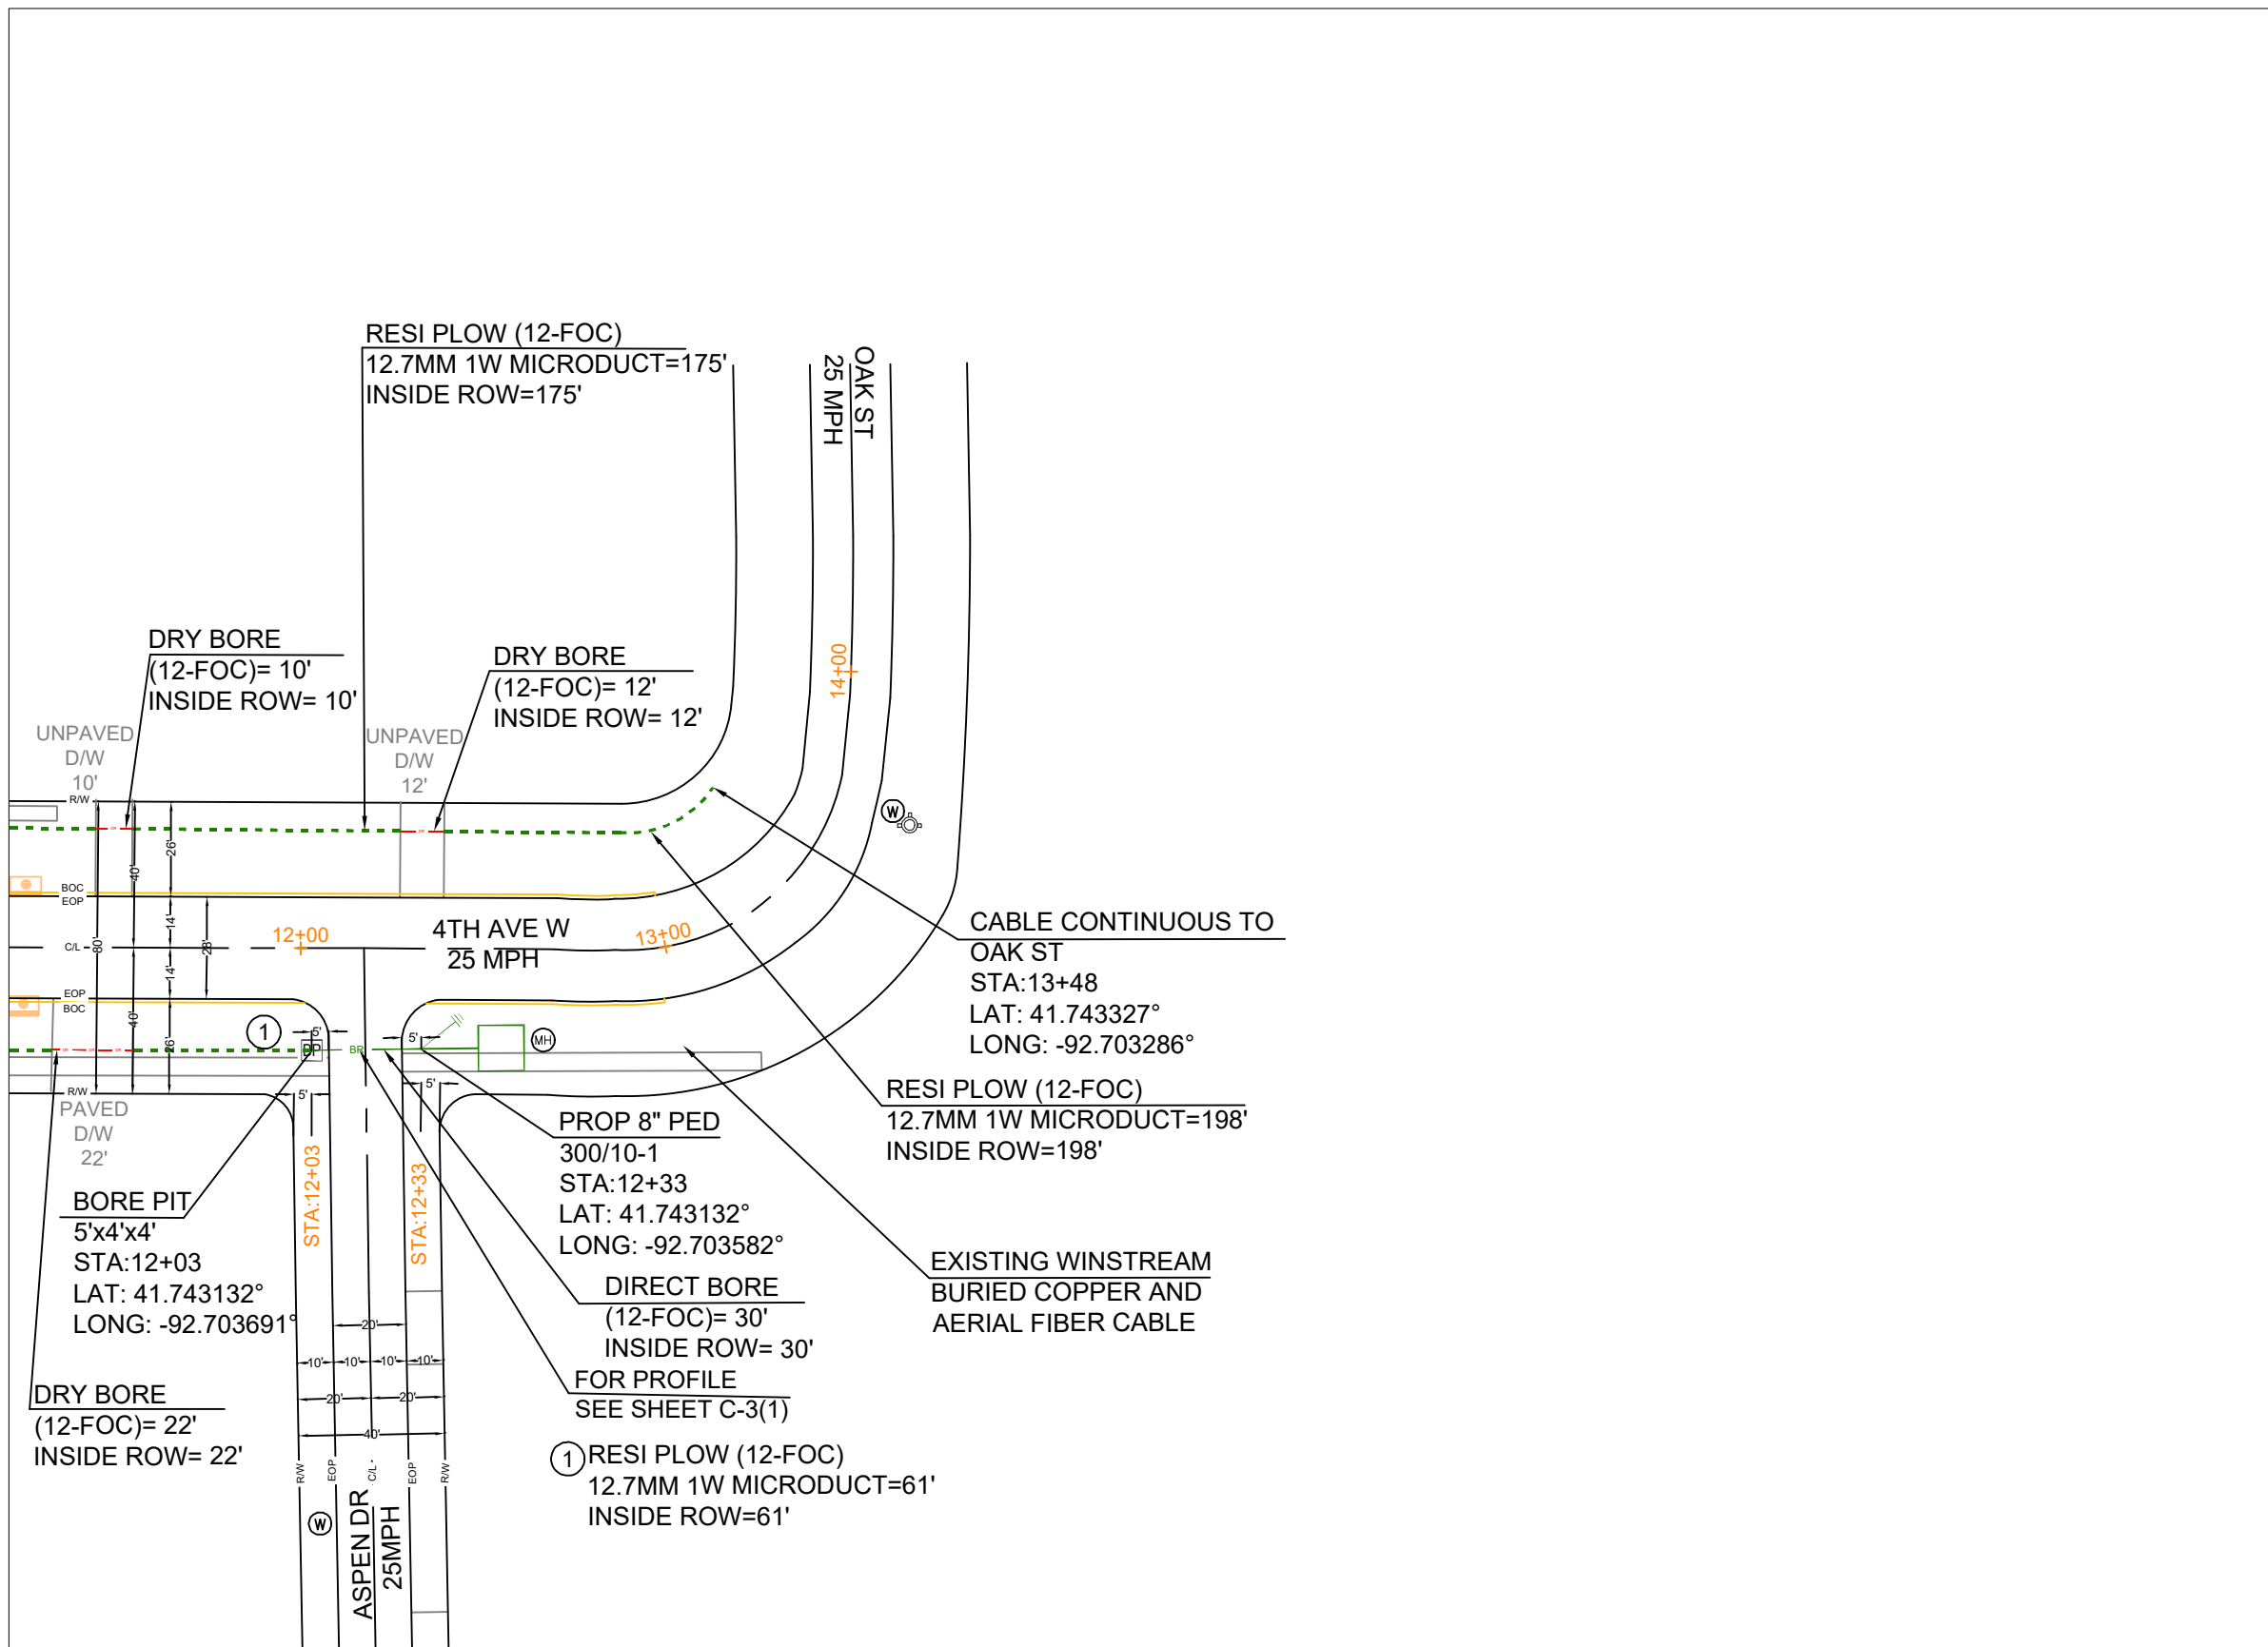 RESI PLOW (12-FOC)
12.7MM 1W MICRODUCT=175'
INSIDE ROW=175'
OAK ST
25 MPH
DRY BORE
(12-FOC)= 10'
INSIDE ROW= 10'
DRY BORE
(12-FOC)= 12'
INSIDE ROW= 12'
14+00
UNPAVED
D/W
10'
UNPAVED
D/W
12'
R/W
W
26'
40'
BOC
EOP
14'
12+00
4TH AVE W
25 MPH
13+00
C/L
80'
28'
14'
EOP
BOC
40'
26'
1
5'
BP
BR
5'
MH
R/W
5'
5'
CABLE CONTINUOUS TO
OAK ST
STA:13+48
LAT: 41.743327°
LONG: -92.703286°
RESI PLOW (12-FOC)
12.7MM 1W MICRODUCT=198'
INSIDE ROW=198'
PAVED
D/W
22'
STA:12+03
STA:12+33
PROP 8" PED
300/10-1
STA:12+33
LAT: 41.743132°
LONG: -92.703582°
BORE PIT
5'x4'x4'
STA:12+03
LAT: 41.743132°
LONG: -92.703691°
EXISTING WINSTREAM
BURIED COPPER AND
AERIAL FIBER CABLE
DIRECT BORE
(12-FOC)= 30'
INSIDE ROW= 30'
20'
10'
10'
10'
10'
20'
20'
40'
FOR PROFILE
SEE SHEET C-3(1)
DRY BORE
(12-FOC)= 22'
INSIDE ROW= 22'
1 RESI PLOW (12-FOC)
12.7MM 1W MICRODUCT=61'
INSIDE ROW=61'
R/W
EOP
C/L
EOP
R/W
W
ASPEN DR
25MPH